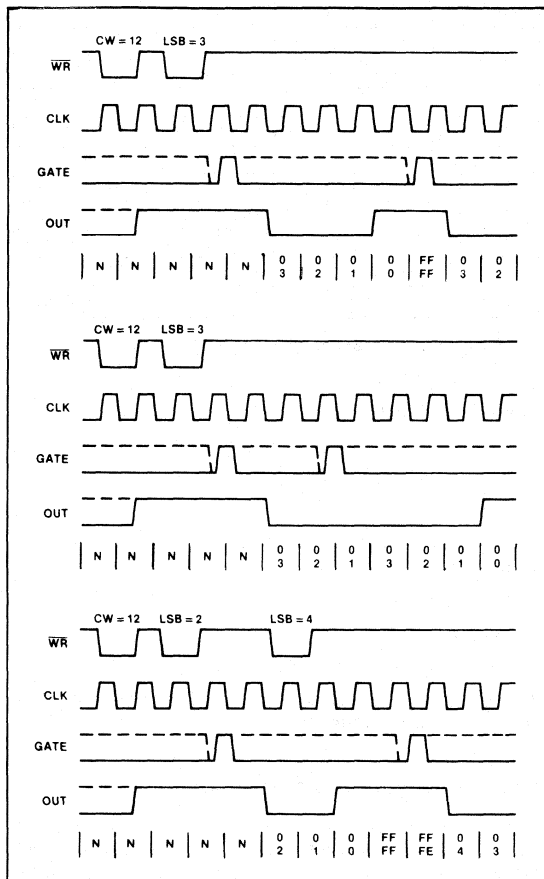 CW = 12 LSB = 3
WR
CLK
GATE
OUT
| N | N | N | N | N | 0 3 | 0 2 | 0 1 | 0 0 | FF FF | 0 3 | 0 2 |
CW = 12 LSB = 3
WR
CLK
GATE
OUT
| N | N | N | N | N | 0 3 | 0 2 | 0 1 | 0 3 | 0 2 | 0 1 | 0 0 |
CW = 12 LSB = 2 LSB = 4
WR
CLK
GATE
OUT
| N | N | N | N | N | 0 2 | 0 1 | 0 0 | FF FF | FF FE | 0 4 | 0 3 |